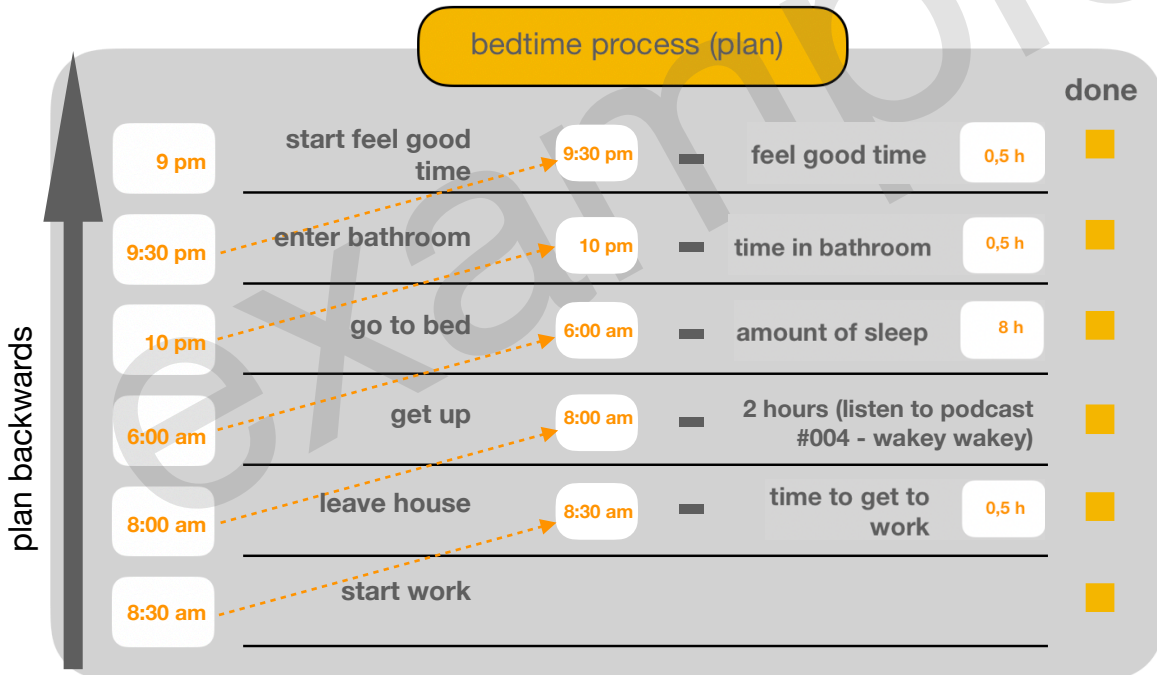 bedtime process (plan)
done
9 pm
start feel good
time
9:30 pm
feel good time
0,5 h
9:30 pm
enter bathroom
10 pm
time in bathroom
0,5 h
10 pm
go to bed
6:00 am
amount of sleep
8 h
6:00 am
get up
8:00 am
2 hours (listen to podcast
#004 - wakey wakey)
8:00 am
leave house
8:30 am
time to get to
work
0,5 h
8:30 am
start work
plan backwards
example